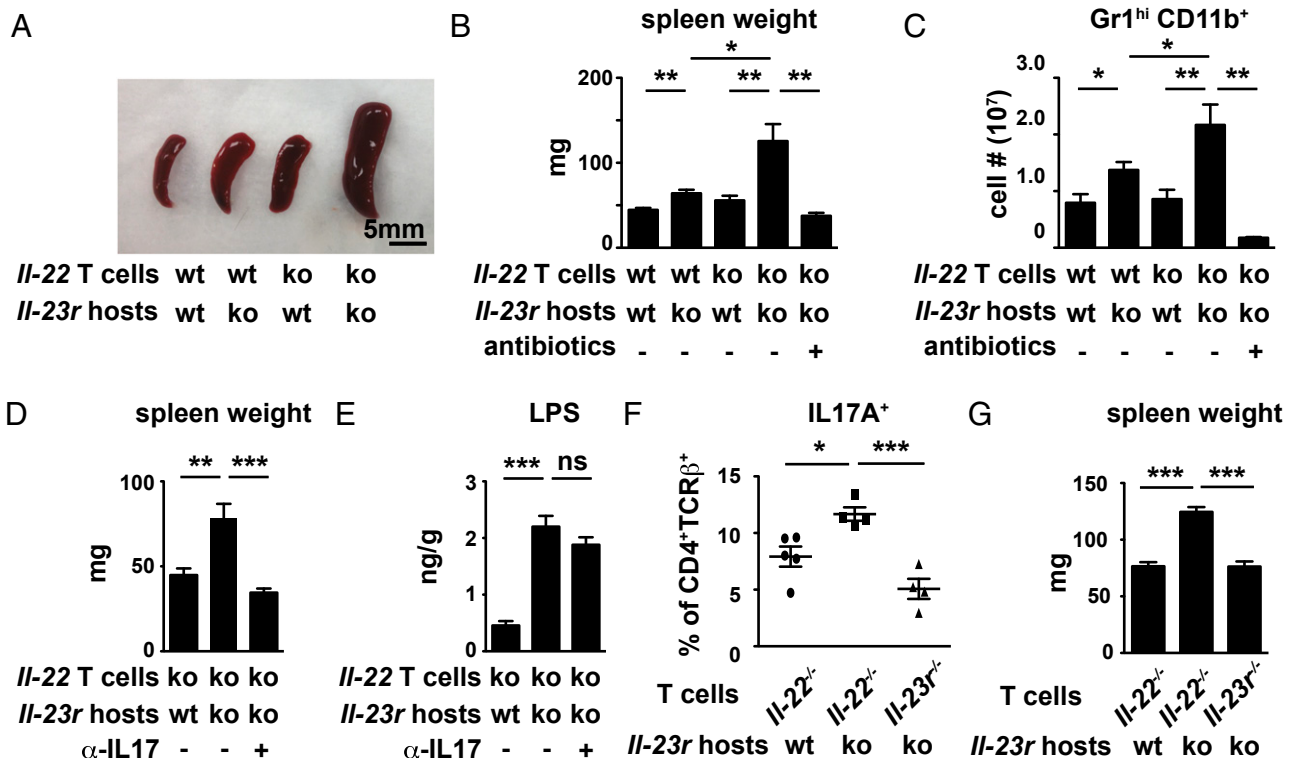 A
5mm
Il-22 T cells wt wt ko ko
Il-23r hosts wt ko wt ko
B
spleen weight
*
** ** **
200
100
0
mg
Il-22 T cells wt wt ko ko ko
Il-23r hosts wt ko wt ko ko
antibiotics - - - - +
C
Gr1hi CD11b+
*
* ** **
3.0
2.0
1.0
0
cell # (10⁷)
Il-22 T cells wt wt ko ko ko
Il-23r hosts wt ko wt ko ko
antibiotics - - - - +
D
spleen weight
** ***
100
50
0
mg
Il-22 T cells ko ko ko
Il-23r hosts wt ko ko
α-IL17 - - +
E
LPS
*** ns
3
2
1
0
ng/g
Il-22 T cells ko ko ko
Il-23r hosts wt ko ko
α-IL17 - - +
F
IL17A+
* ***
15
10
5
0
% of CD4+TCRβ+
T cells Il-22-/- Il-22-/- Il-23r-/-
Il-23r hosts wt ko ko
G
spleen weight
*** ***
150
100
50
0
mg
T cells Il-22-/- Il-22-/- Il-23r-/-
Il-23r hosts wt ko ko